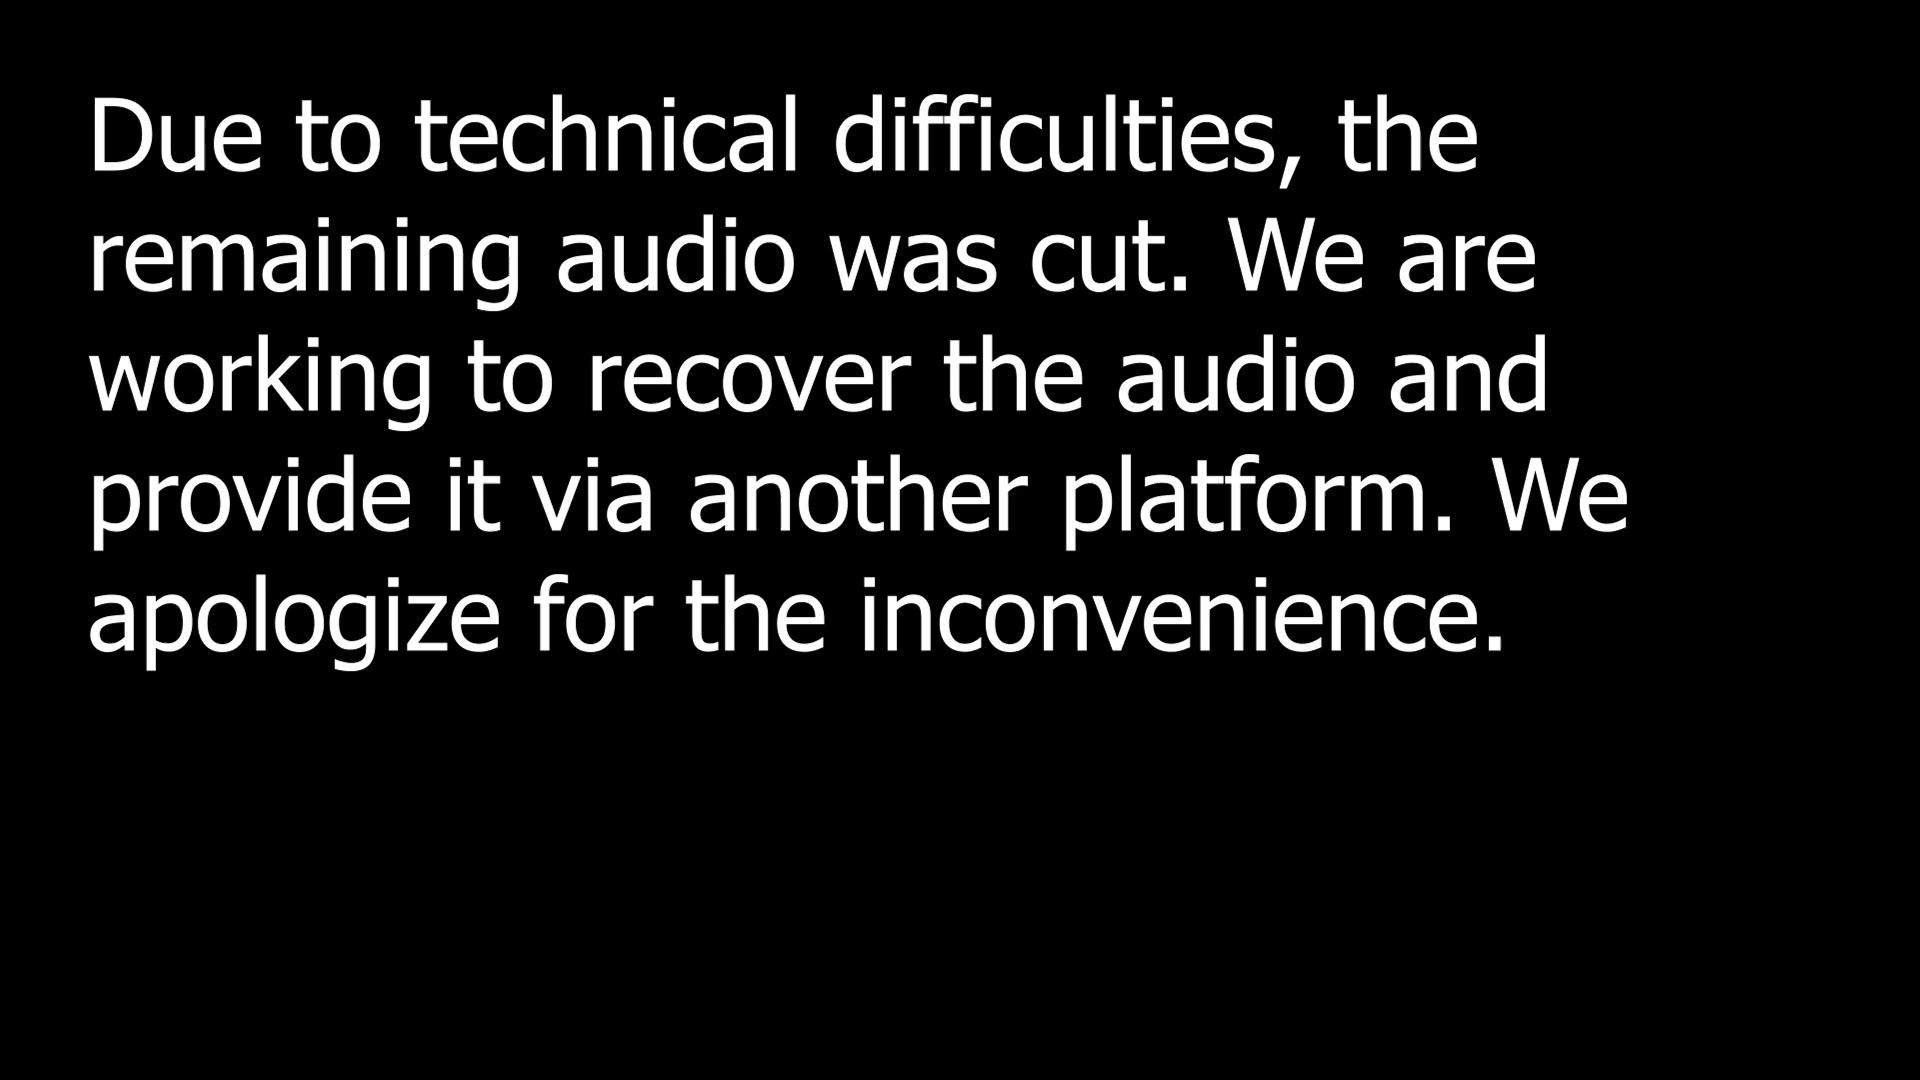 Due to technical difficulties, the
remaining audio was cut. We are
working to recover the audio and
provide it via another platform. We
apologize for the inconvenience.